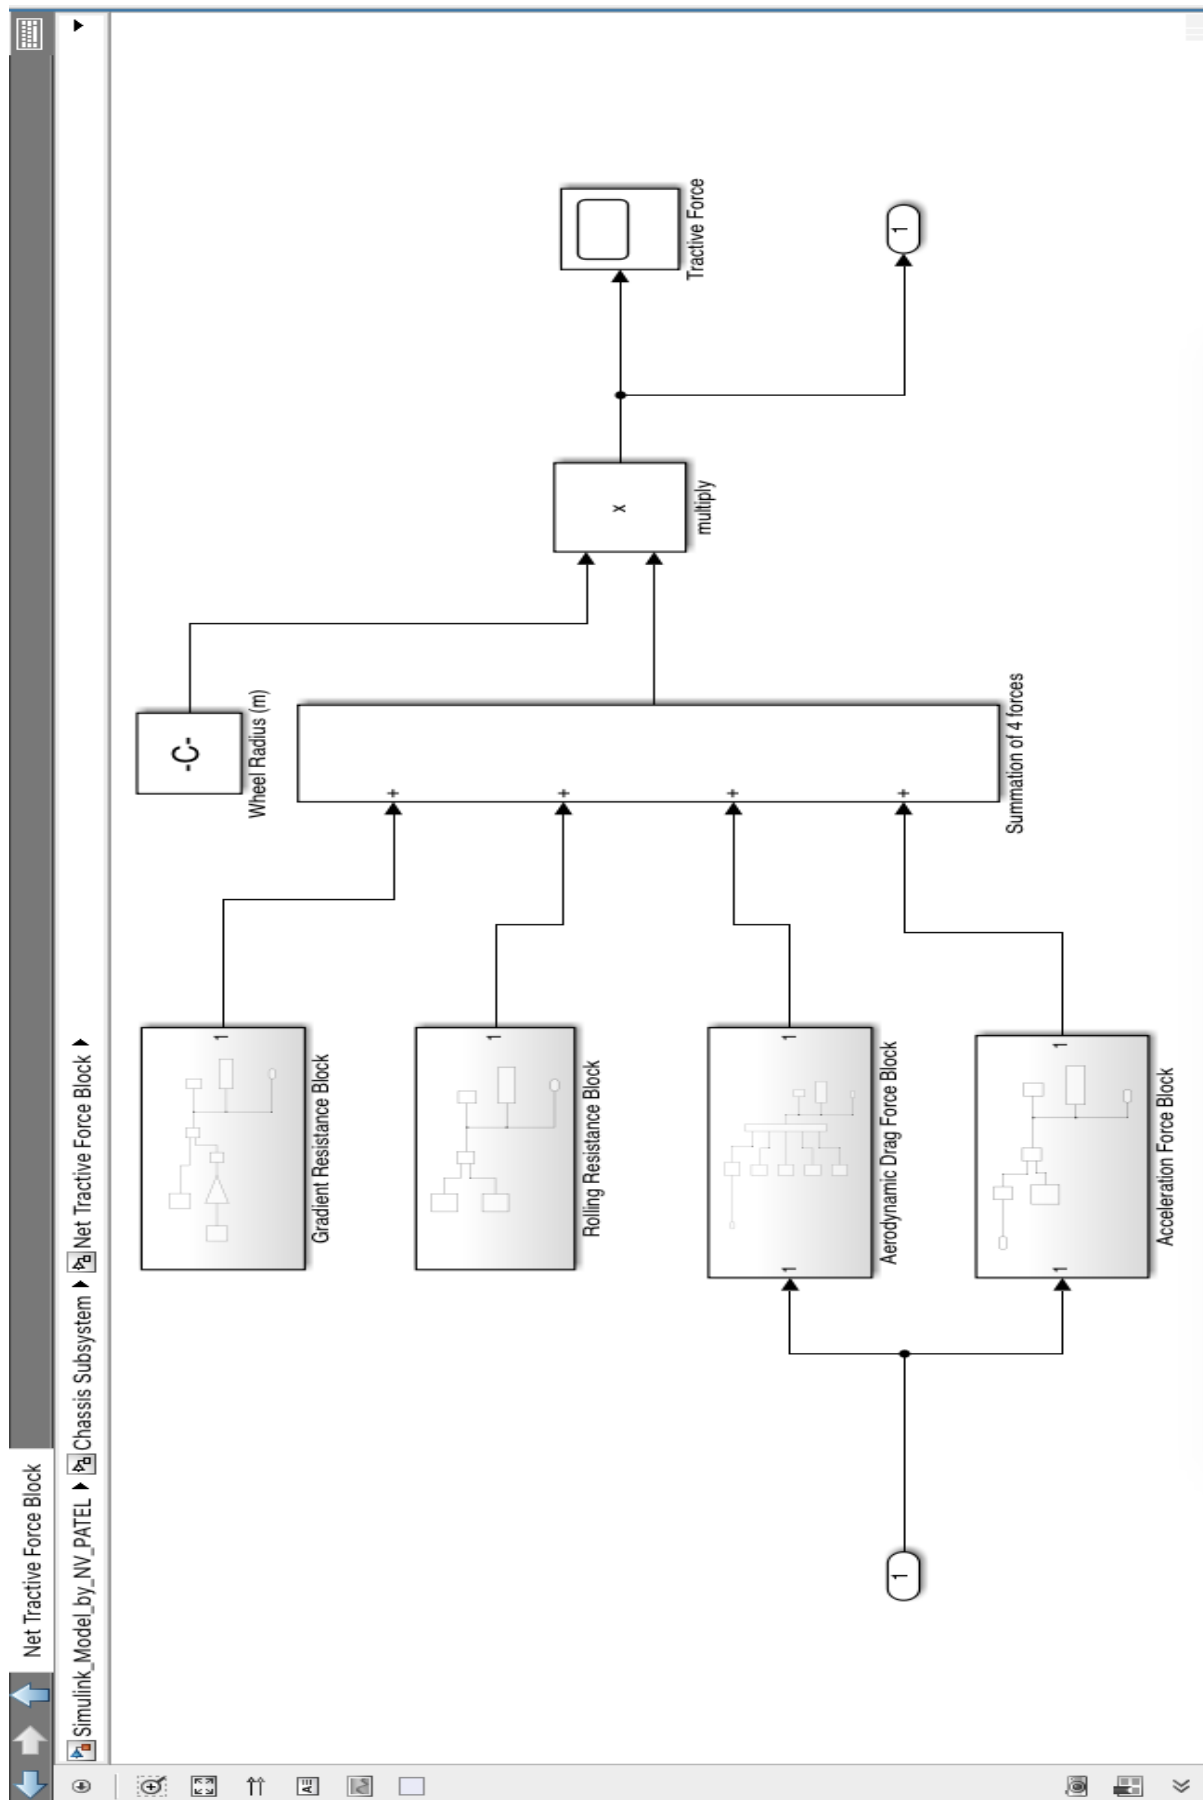 Net Tractive Force Block
Simulink_Model_by_NV_PATEL
Chassis Subsystem
Net Tractive Force Block
-C-
Wheel Radius (m)
1
Gradient Resistance Block
+
1
Rolling Resistance Block
+
x
multiply
Tractive Force
1
1
Aerodynamic Drag Force Block
+
1
+
1
1
1
Acceleration Force Block
Summation of 4 forces